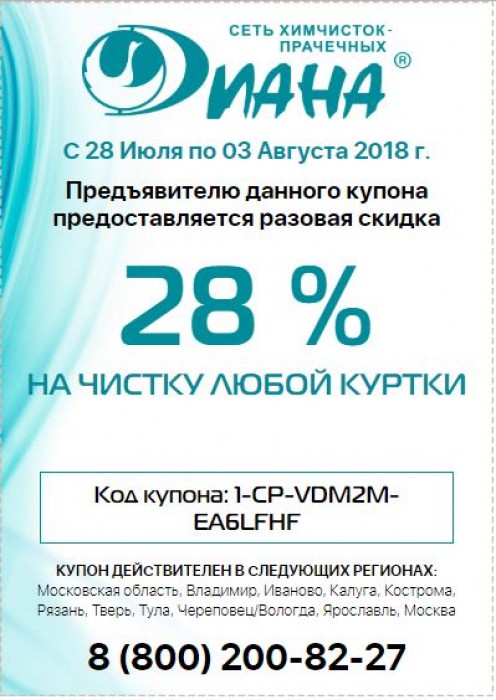 СЕТЬ ХИМЧИСТОК-
ПРАЧЕЧНЫХ
Диана®
С 28 Июля по 03 Августа 2018 г.
Предъявителю данного купона
предоставляется разовая скидка
28 %
НА ЧИСТКУ ЛЮБОЙ КУРТКИ
Код купона: 1-CP-VDM2M-
EA6LFHF
КУПОН ДЕЙСТВИТЕЛЕН В СЛЕДУЮЩИХ РЕГИОНАХ:
Московская область, Владимир, Иваново, Калуга, Кострома,
Рязань, Тверь, Тула, Череповец/Вологда, Ярославль, Москва
8 (800) 200-82-27